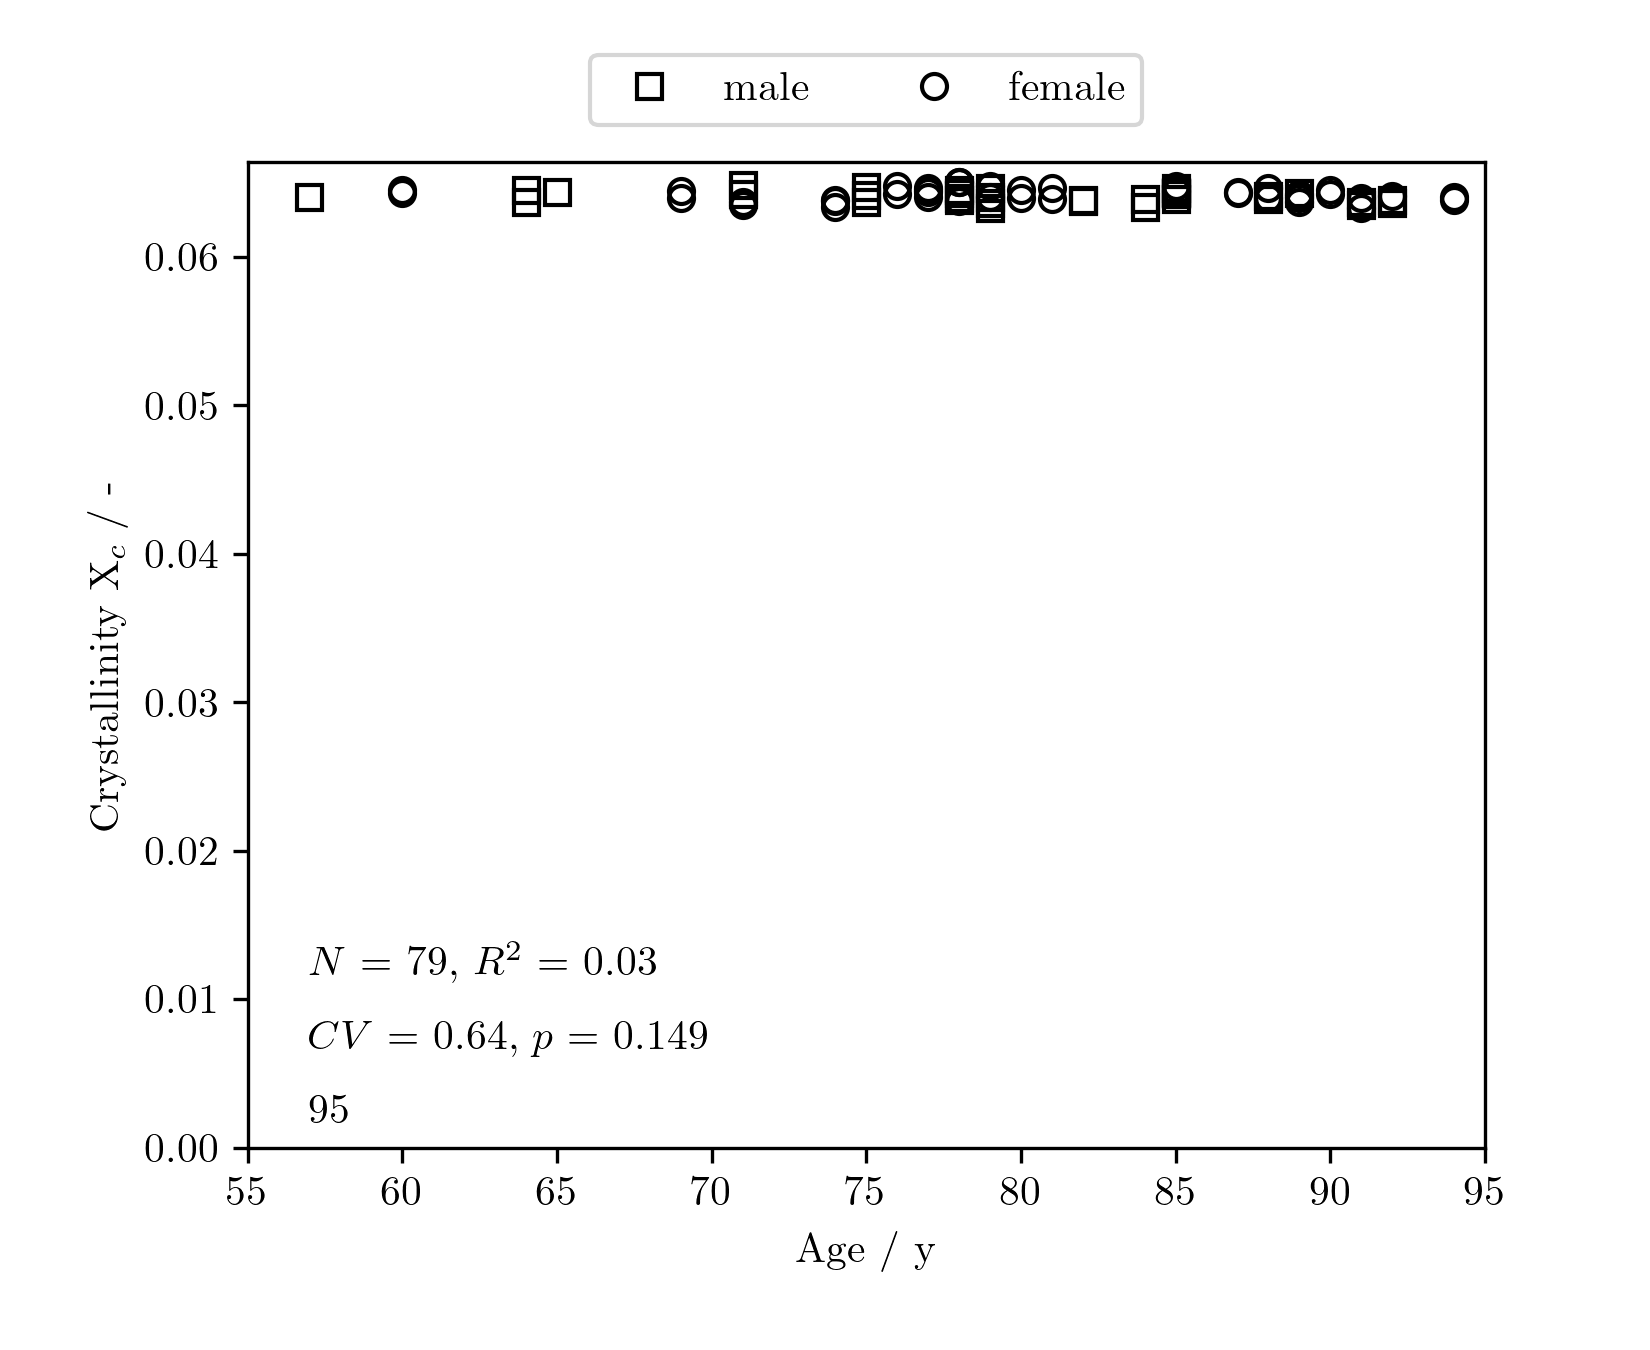 male female
0.06
0.05
0.04
0.03
0.02
0.01
0.00
Crystallinity X_c / -
N = 79, R² = 0.03
CV = 0.64, p = 0.149
95
55 60 65 70 75 80 85 90 95
Age / y